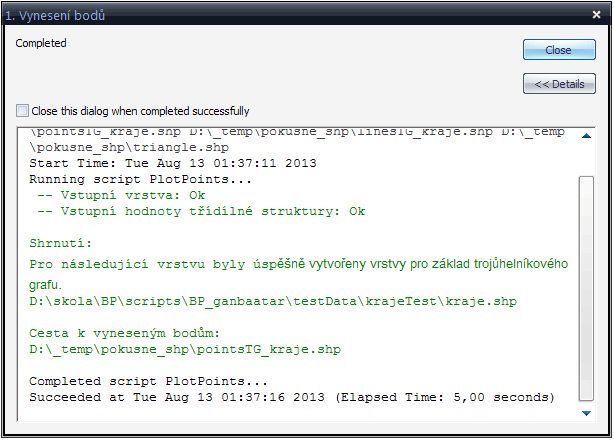 1. Vynesení bodů
Completed
Close
<< Details
Close this dialog when completed successfully
\pointsTG_kraje.shp D:\_temp\pokusne_shp\linesTG_kraje.shp D:\_temp
\pokusne_shp\triangle.shp
Start Time: Tue Aug 13 01:37:11 2013
Running script PlotPoints...
-- Vstupní vrstva: Ok
-- Vstupní hodnoty třídílné struktury: Ok
Shrnutí:
Pro následující vrstvu byly úspěšně vytvořeny vrstvy pro základ trojůhelníkového
grafu.
D:\skola\BP\scripts\BP_ganbaatar\testData\krajeTest\kraje.shp
Cesta k vyneseným bodům:
D:\_temp\pokusne_shp\pointsTG_kraje.shp
Completed script PlotPoints...
Succeeded at Tue Aug 13 01:37:16 2013 (Elapsed Time: 5,00 seconds)